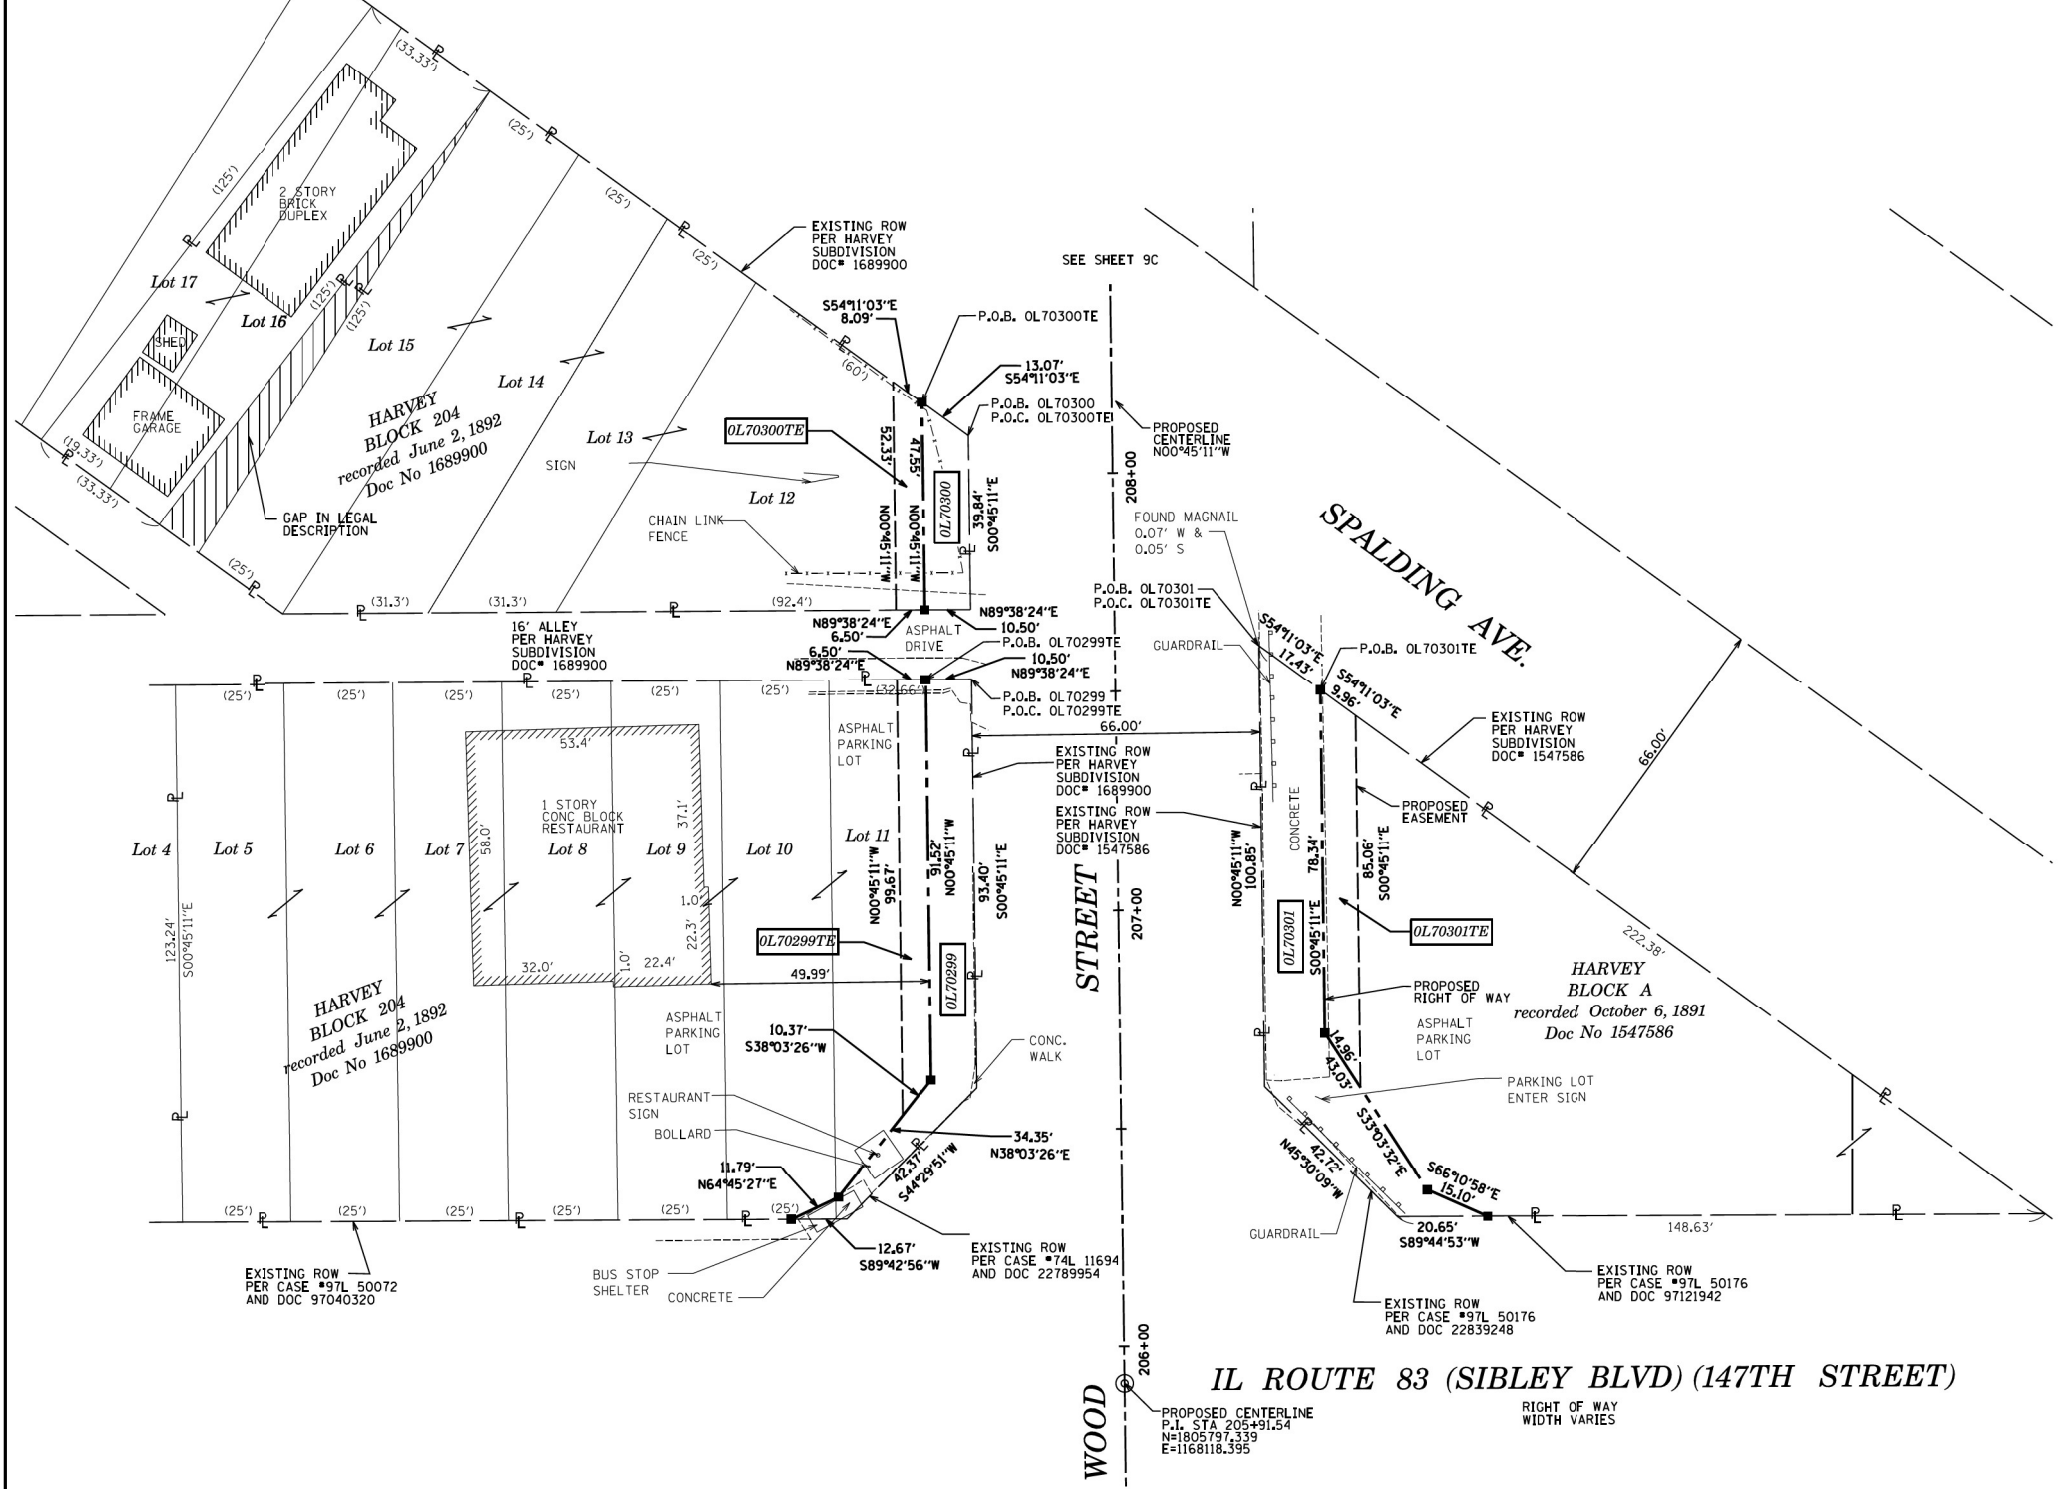 (33.33')
(25')
(25')
(25')
(125')
2 STORY
BRICK
DUPLEX
Lot 17
Lot 16
(125')
(125')
SHED
FRAME
GARAGE
(19.33')
(33.33')
(25')
GAP IN LEGAL
DESCRIPTION
Lot 15
Lot 14
Lot 13
Lot 12
HARVEY
BLOCK 204
recorded June 2, 1892
Doc No 1689900
SIGN
CHAIN LINK
FENCE
EXISTING ROW
PER HARVEY
SUBDIVISION
DOC# 1689900
SEE SHEET 9C
S54°11'03"E
8.09'
P.O.B. OL70300TE
(60')
13.07'
S54°11'03"E
P.O.B. OL70300
P.O.C. OL70300TE
0L70300TE
52.33'
N00°45'11"W
47.55'
N00°45'11"W
0L70300
39.84'
S00°45'11"E
PROPOSED
CENTERLINE
N00°45'11"W
208+00
FOUND MAGNAIL
0.07' W &
0.05' S
P.O.B. OL70301
P.O.C. OL70301TE
GUARDRAIL
SPALDING AVE.
S54°11'03"E
17.43'
P.O.B. OL70301TE
S54°11'03"E
9.96'
(31.3')
(31.3')
(92.4')
16' ALLEY
PER HARVEY
SUBDIVISION
DOC# 1689900
N89°38'24"E
6.50'
ASPHALT
DRIVE
N89°38'24"E
10.50'
P.O.B. OL70299TE
6.50'
N89°38'24"E
10.50'
N89°38'24"E
P.O.B. OL70299
P.O.C. OL70299TE
(25')
(25')
(25')
(25')
(25')
(32.66')
66.00'
ASPHALT
PARKING
LOT
EXISTING ROW
PER HARVEY
SUBDIVISION
DOC# 1689900
EXISTING ROW
PER HARVEY
SUBDIVISION
DOC# 1547586
EXISTING ROW
PER HARVEY
SUBDIVISION
DOC# 1547586
66.00'
53.4'
1 STORY
CONC BLOCK
RESTAURANT
58.0'
37.1'
1.0'
22.3'
32.0'
1.0'
22.4'
49.99'
Lot 4
Lot 5
Lot 6
Lot 7
Lot 8
Lot 9
Lot 10
Lot 11
123.24'
S00°45'11"E
N00°45'11"W
99.67'
91.52'
N00°45'11"W
93.40'
S00°45'11"E
0L70299TE
0L70299
STREET
207+00
N00°45'11"W
100.85'
CONCRETE
78.34'
S00°45'11"E
0L70301
85.06'
S00°45'11"E
PROPOSED
EASEMENT
0L70301TE
PROPOSED
RIGHT OF WAY
222.38'
HARVEY
BLOCK A
recorded October 6, 1891
Doc No 1547586
ASPHALT
PARKING
LOT
HARVEY
BLOCK 204
recorded June 2, 1892
Doc No 1689900
ASPHALT
PARKING
LOT
10.37'
S38°03'26"W
CONC.
WALK
RESTAURANT
SIGN
BOLLARD
34.35'
N38°03'26"E
11.79'
N64°45'27"E
42.37'
S44°29'51"W
14.96'
43.03'
S33°03'32"E
PARKING LOT
ENTER SIGN
N45°30'09"W
42.72'
S66°10'58"E
15.10'
(25')
(25')
(25')
(25')
(25')
(25')
12.67'
S89°42'56"W
EXISTING ROW
PER CASE #97L 50072
AND DOC 97040320
BUS STOP
SHELTER
CONCRETE
EXISTING ROW
PER CASE #74L 11694
AND DOC 22789954
GUARDRAIL
20.65'
S89°44'53"W
148.63'
EXISTING ROW
PER CASE #97L 50176
AND DOC 97121942
EXISTING ROW
PER CASE #97L 50176
AND DOC 22839248
206+00
IL ROUTE 83 (SIBLEY BLVD) (147TH STREET)
RIGHT OF WAY
WIDTH VARIES
WOOD
PROPOSED CENTERLINE
P.I. STA 205+91.54
N=1805797.339
E=1168118.395